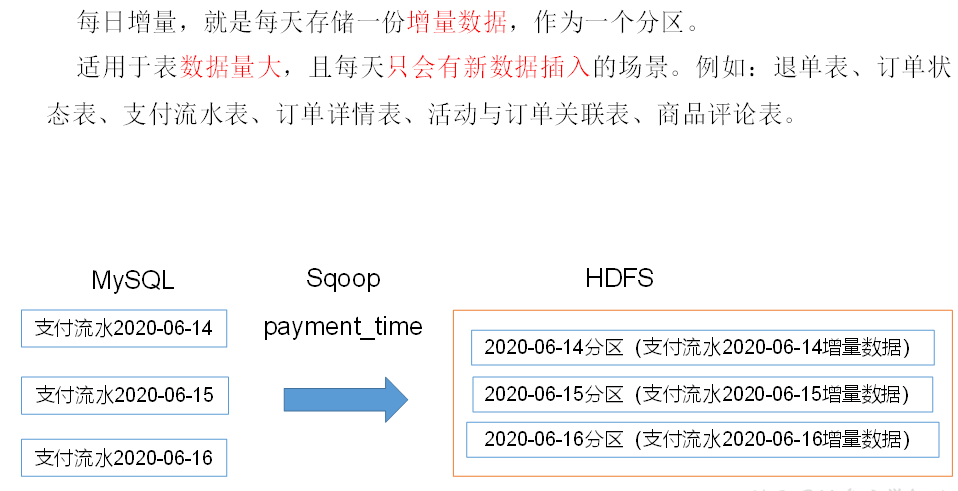 每日增量，就是每天存储一份增量数据，作为一个分区。
适用于表数据量大，且每天只会有新数据插入的场景。例如：退单表、订单状
态表、支付流水表、订单详情表、活动与订单关联表、商品评论表。
MySQL
Sqoop
HDFS
支付流水2020-06-14
payment_time
2020-06-14分区（支付流水2020-06-14增量数据）
支付流水2020-06-15
2020-06-15分区（支付流水2020-06-15增量数据）
支付流水2020-06-16
2020-06-16分区（支付流水2020-06-16增量数据）